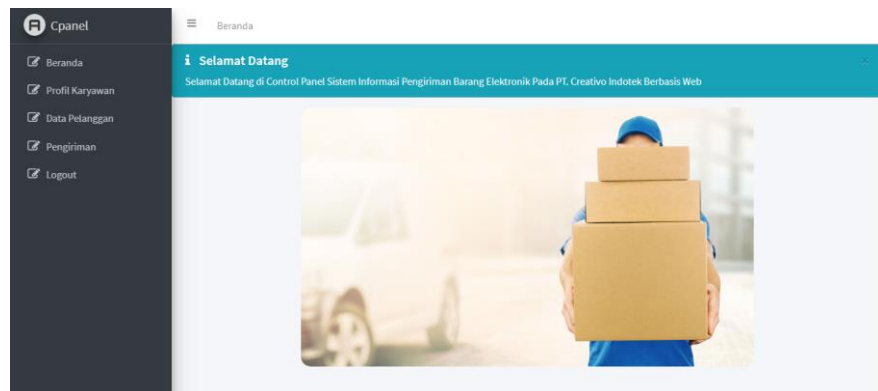 Cpanel
Beranda
Beranda
Profil Karyawan
Data Pelanggan
Pengiriman
Logout
i Selamat Datang
Selamat Datang di Control Panel Sistem Informasi Pengiriman Barang Elektronik Pada PT. Creativo Indotek Berbasis Web